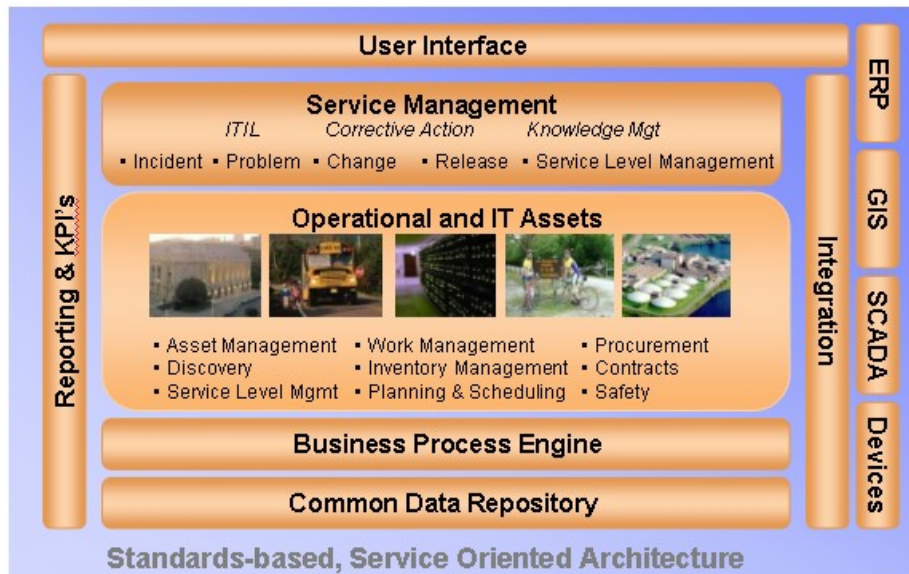 User Interface
Service Management
ITIL Corrective Action Knowledge Mgt
▪ Incident ▪ Problem ▪ Change ▪ Release ▪ Service Level Management
Operational and IT Assets
▪ Asset Management ▪ Work Management ▪ Procurement
▪ Discovery ▪ Inventory Management ▪ Contracts
▪ Service Level Mgmt ▪ Planning & Scheduling ▪ Safety
Business Process Engine
Common Data Repository
Reporting & KPI's
Integration
ERP
GIS
SCADA
Devices
Standards-based, Service Oriented Architecture